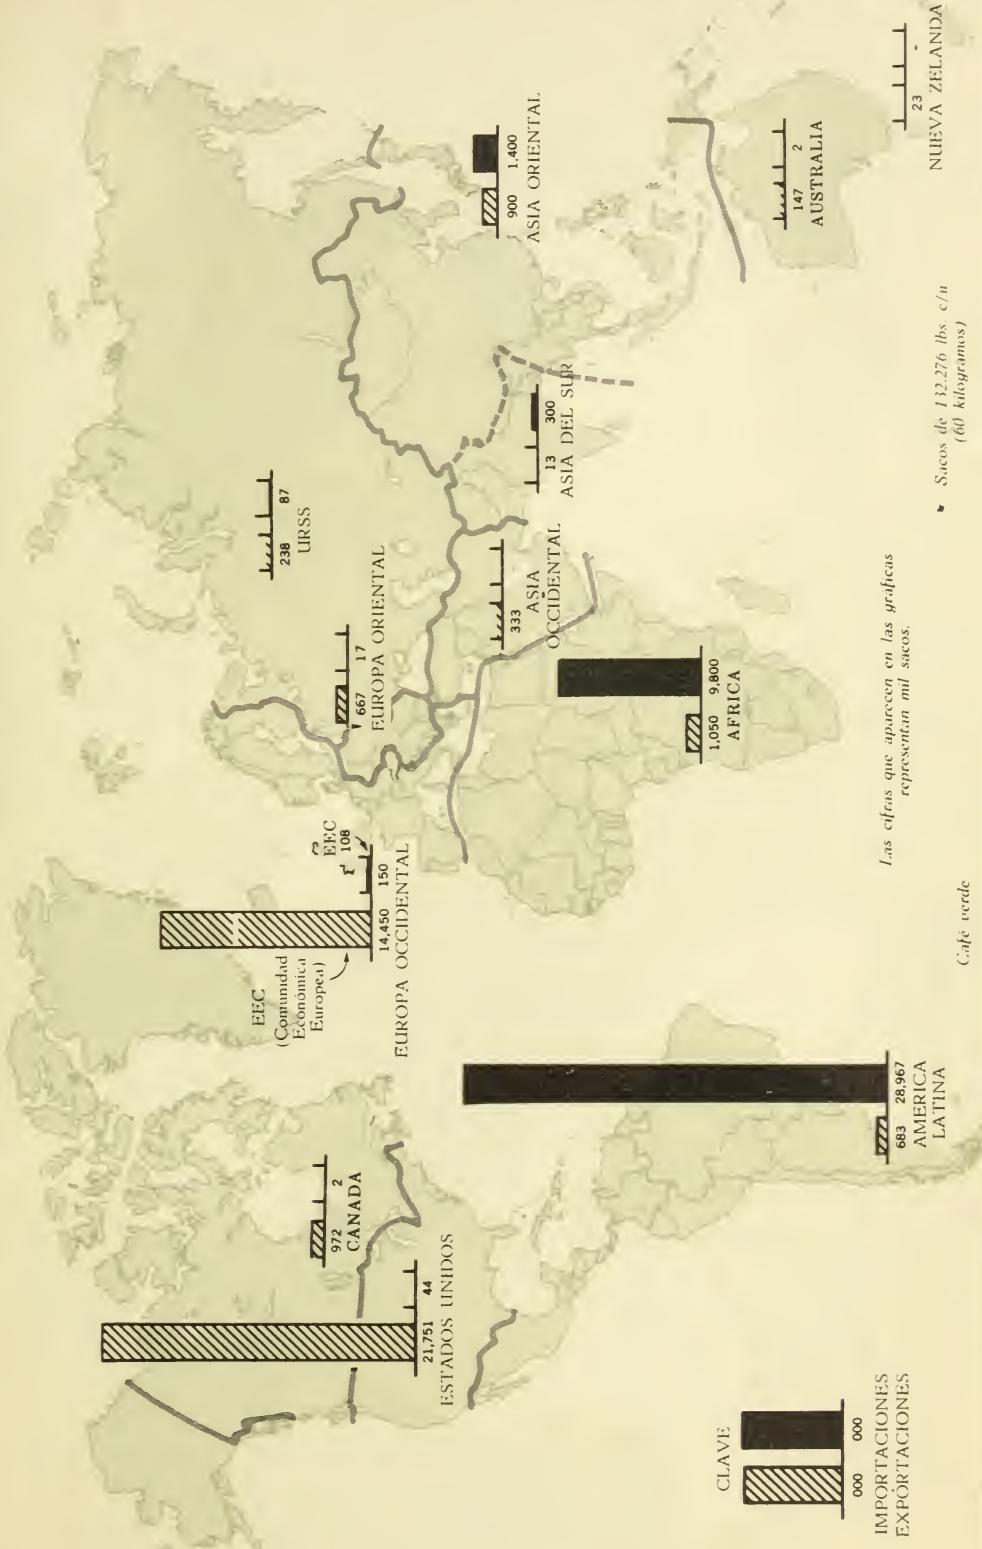 21,751 44
ESTADOS UNIDOS
972 2
CANADA
EEC
(Comunidad
Económica
Europea)
14,450 150
EUROPA OCCIDENTAL
EEC
108
667 17
EUROPA ORIENTAL
238 87
URSS
900 1,400
ASIA ORIENTAL
13 300
ASIA DEL SUR
333
ASIA
OCCIDENTAL
1,050 9,800
AFRICA
683 28,967
AMERICA
LATINA
147 2
AUSTRALIA
23 -
NUEVA ZELANDA
CLAVE
000 000
IMPORTACIONES
EXPÓRTACIONES
Café verde
Las cifras que aparecen en las gráficas
representan mil sacos.
Sacos de 132.276 lbs. c/u
(60 kilogramos)